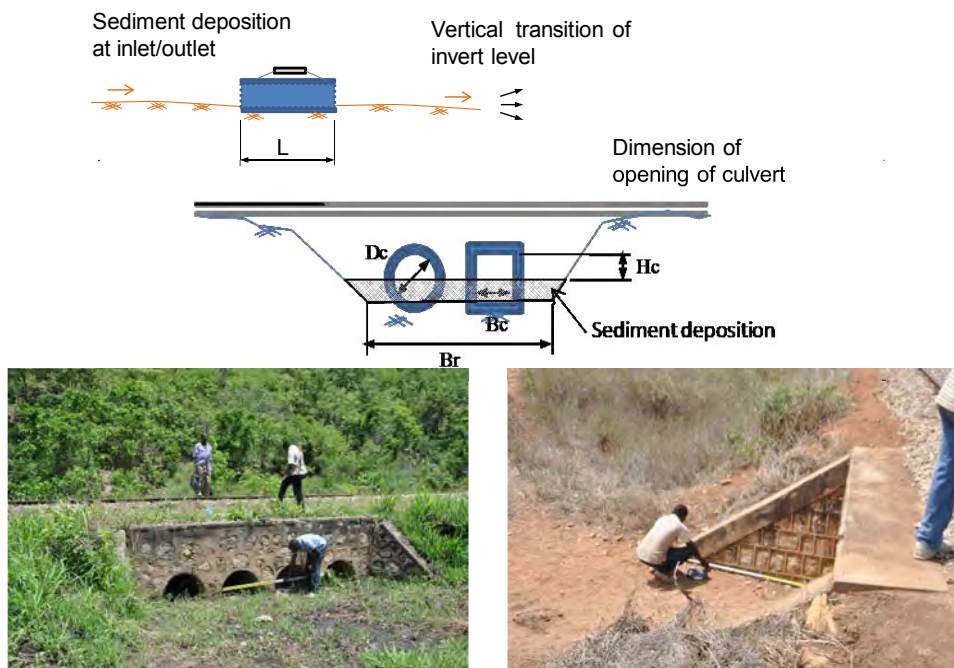 Sediment deposition
at inlet/outlet
Vertical transition of
invert level
L
Dimension of
opening of culvert
Dc
Hc
Bc
Sediment deposition
Br